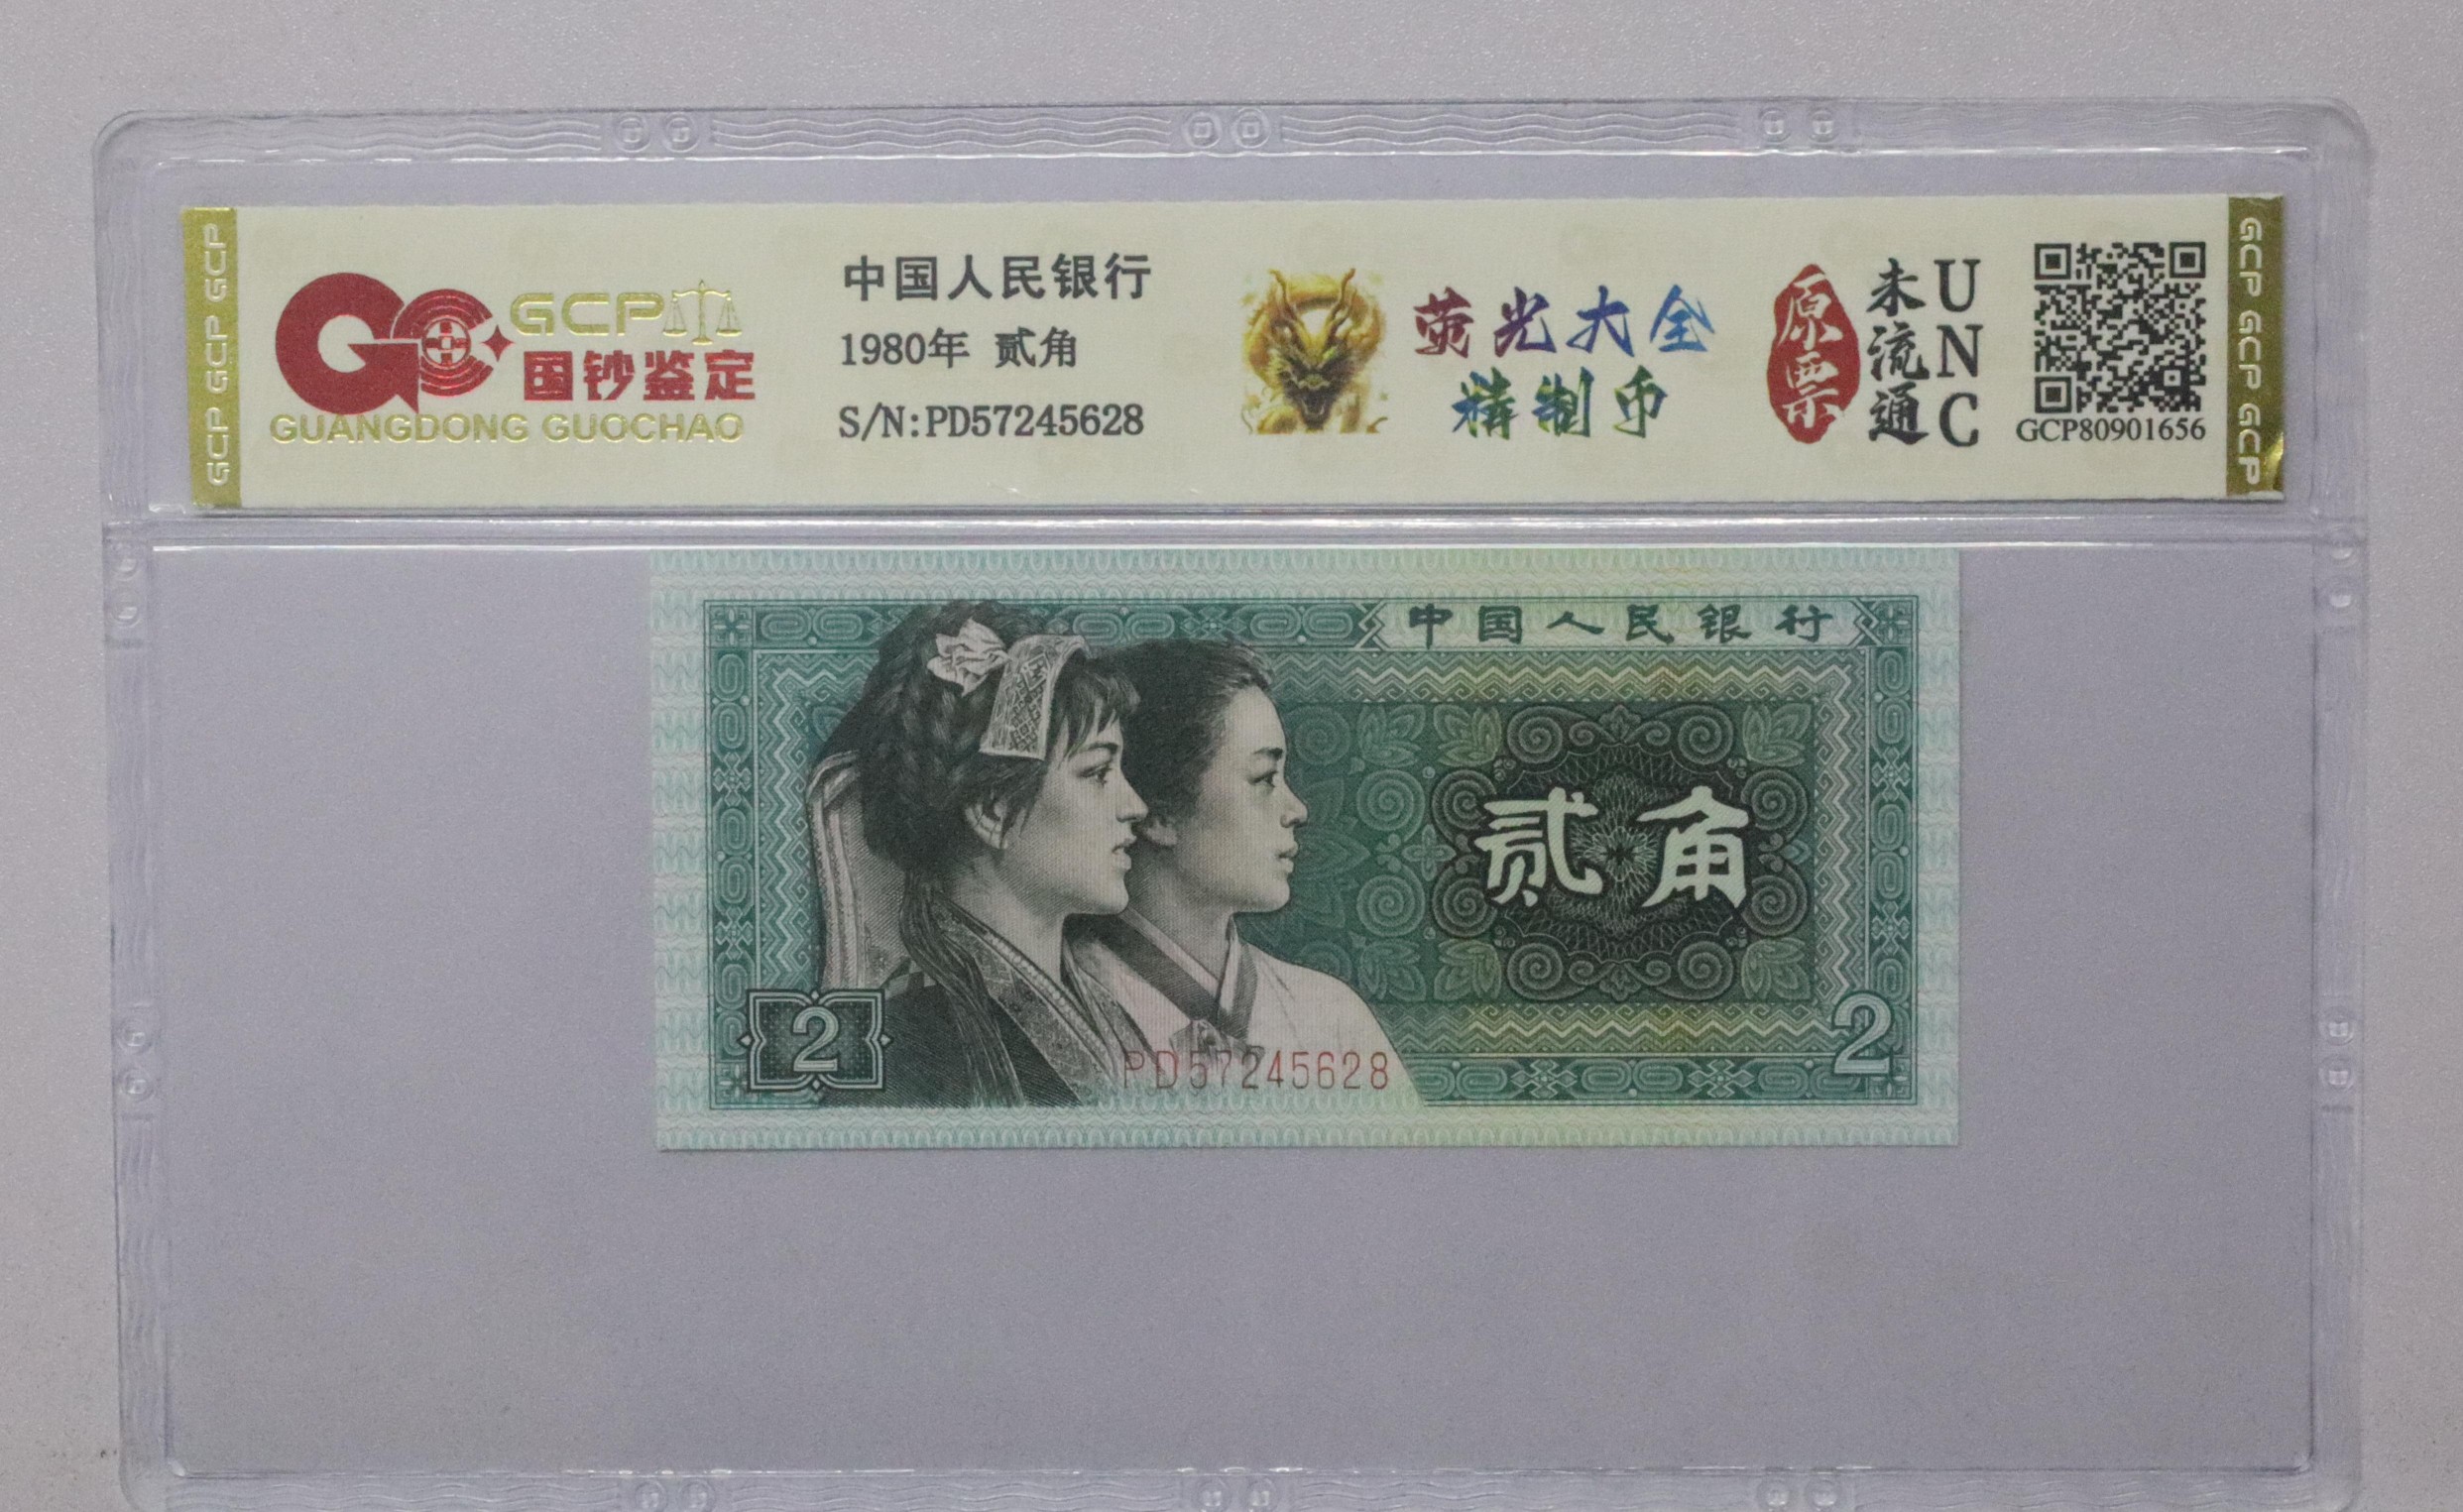 GCP GCP GCP
GCP
国钞鉴定
GUANGDONG GUOCHAO
中国人民银行
1980年 贰角
S/N:PD57245628
荧光大全
精制币
原票
未流通
UNC
GCP80901656
GCP GCP GCP
中国人民银行
贰角
2
PD57245628
2